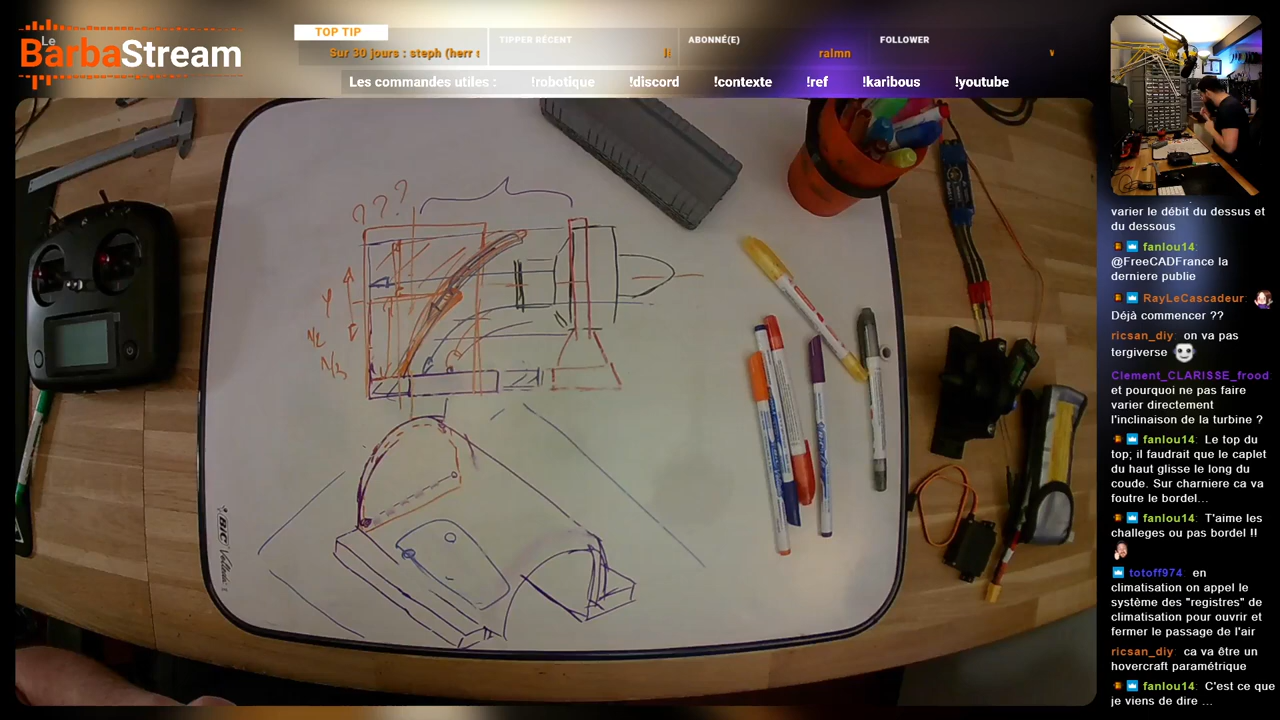 Le
BarbaStream
TOP TIP
Sur 30 jours : steph (herr
TIPPER RÉCENT
ABONNÉ(E)
ralmn
FOLLOWER
Les commandes utiles : !robotique !discord !contexte !ref !karibous !youtube
varier le débit du dessus et
du dessous
fanlou14:
@FreeCADFrance la
derniere publie
RayLeCascadeur:
Déjà commencer ??
ricsan_diy: on va pas
tergiverse
Clement_CLARISSE_frood
et pourquoi ne pas faire
varier directement
l'inclinaison de la turbine ?
fanlou14: Le top du
top; il faudrait que le caplet
du haut glisse le long du
coude. Sur charniere ca va
foutre le bordel...
fanlou14: T'aime les
challeges ou pas bordel !!
totoff974: en
climatisation on appel le
système des "registres" de
climatisation pour ouvrir et
fermer le passage de l'air
ricsan_diy: ca va être un
hovercraft paramétrique
fanlou14: C'est ce que
je viens de dire ...
???
Y
N/2
N/3
BIC Velleda